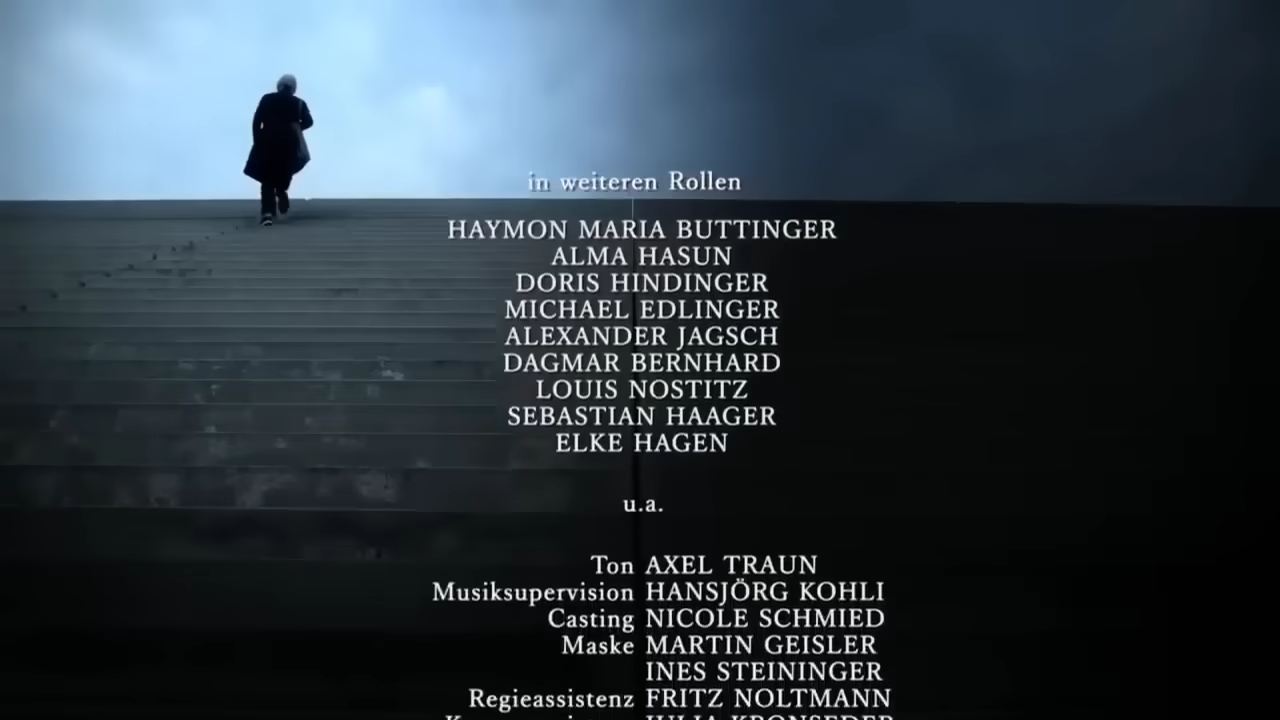 in weiteren Rollen
HAYMON MARIA BUTTINGER
ALMA HASUN
DORIS HINDINGER
MICHAEL EDLINGER
ALEXANDER JAGSCH
DAGMAR BERNHARD
LOUIS NOSTITZ
SEBASTIAN HAAGER
ELKE HAGEN
u.a.
Ton AXEL TRAUN
Musiksupervision HANSJÖRG KOHLI
Casting NICOLE SCHMIED
Maske MARTIN GEISLER
INES STEININGER
Regieassistenz FRITZ NOLTMANN